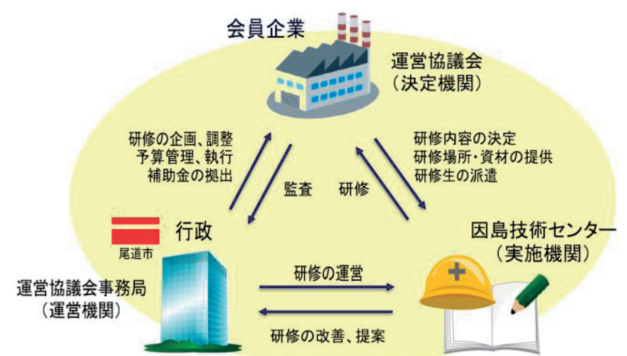 会員企業
運営協議会
（決定機関）
研修の企画、調整
予算管理、執行
補助金の拠出
監査
研修
研修内容の決定
研修場所・資材の提供
研修生の派遣
行政
尾道市
運営協議会事務局
（運営機関）
研修の運営
研修の改善、提案
因島技術センター
（実施機関）